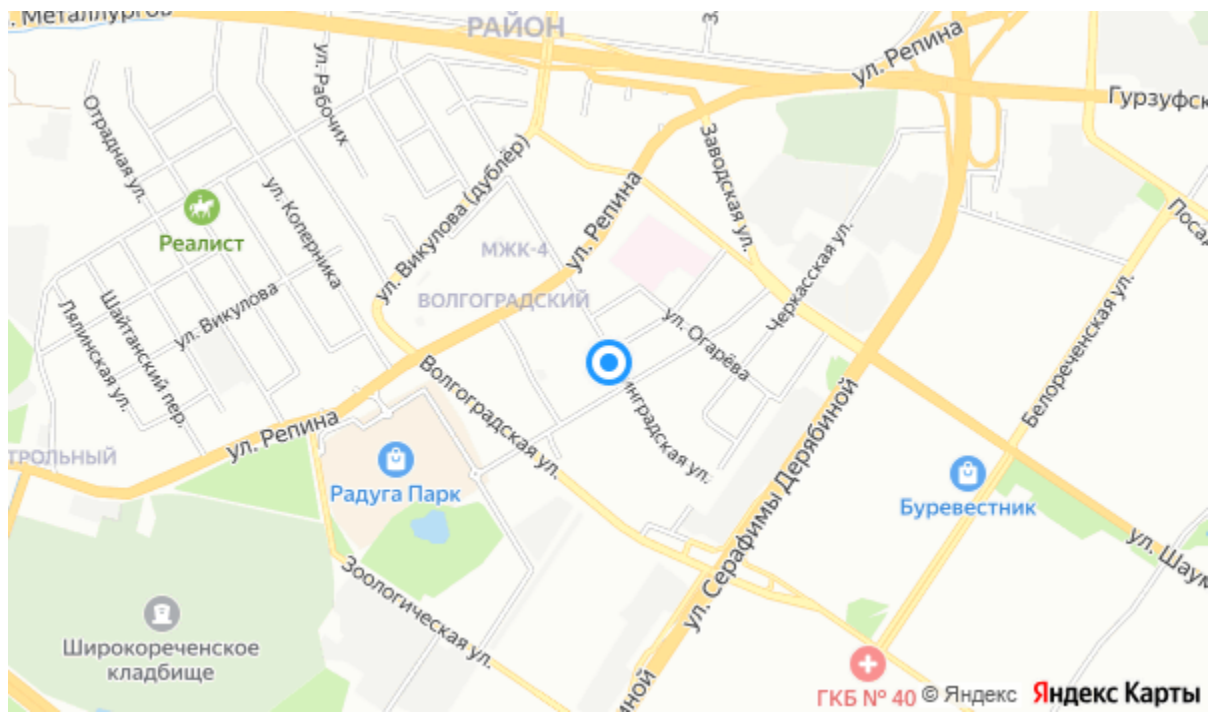 . Металлургов
РАЙОН
ул. Репина
Гурзуфск
ул. Рабочих
Отрадная ул.
ул. Викулова (дублёр)
Заводская ул.
ул. Репина
ул. Коперника
Реалист
МЖК-4
Посад
Черкасская ул.
ВОЛГОГРАДСКИЙ
ул. Викулова
Шайтанский пер.
Лялинская ул.
ул. Огарёва
Белореченская ул.
Волгоградская ул.
инградская ул.
ул. Репина
ТРОЛЬНЫЙ
Радуга Парк
ул. Серафимы Дерябиной
Буревестник
ул. Шаум
Зоологическая ул.
Широкореченское
кладбище
иной
ГКБ № 40
© Яндекс Яндекс Карты